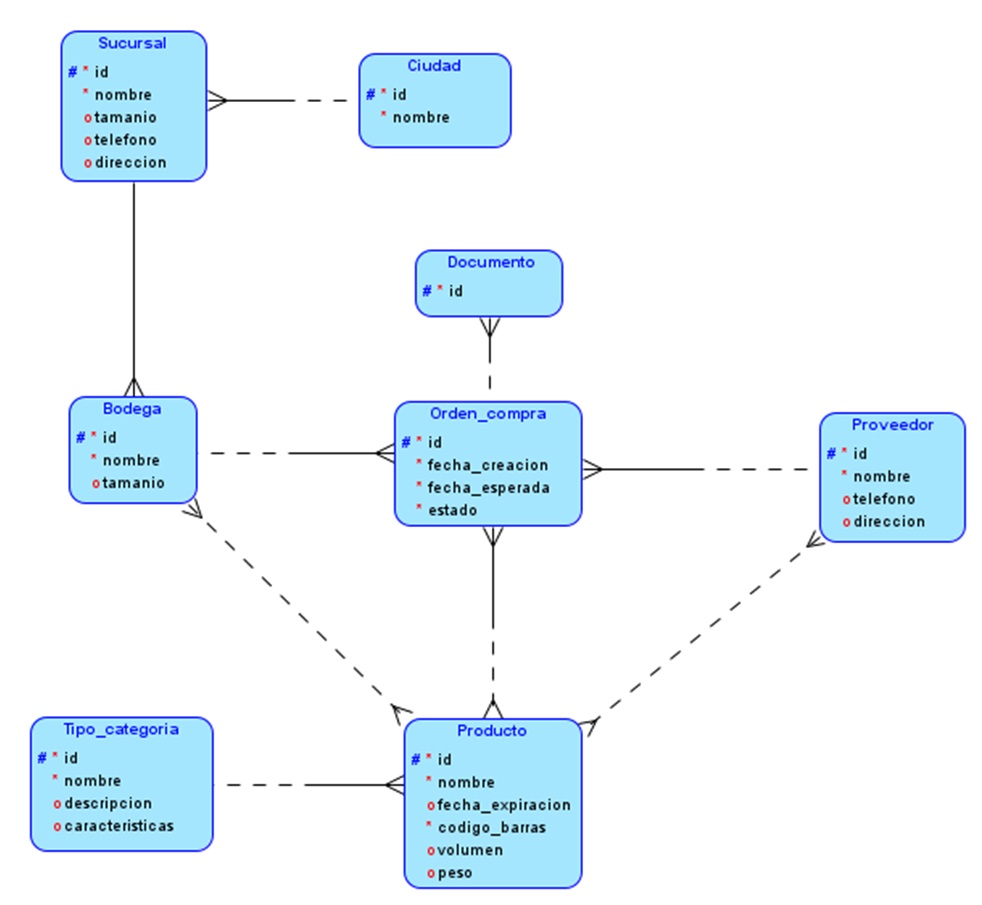 Sucursal
# * id
* nombre
o tamanio
o telefono
o direccion
Ciudad
# * id
* nombre
Documento
# * id
Bodega
# * id
* nombre
o tamanio
Orden_compra
# * id
* fecha_creacion
* fecha_esperada
* estado
Proveedor
# * id
* nombre
o telefono
o direccion
Tipo_categoria
# * id
* nombre
o descripcion
o caracteristicas
Producto
# * id
* nombre
o fecha_expiracion
* codigo_barras
o volumen
o peso